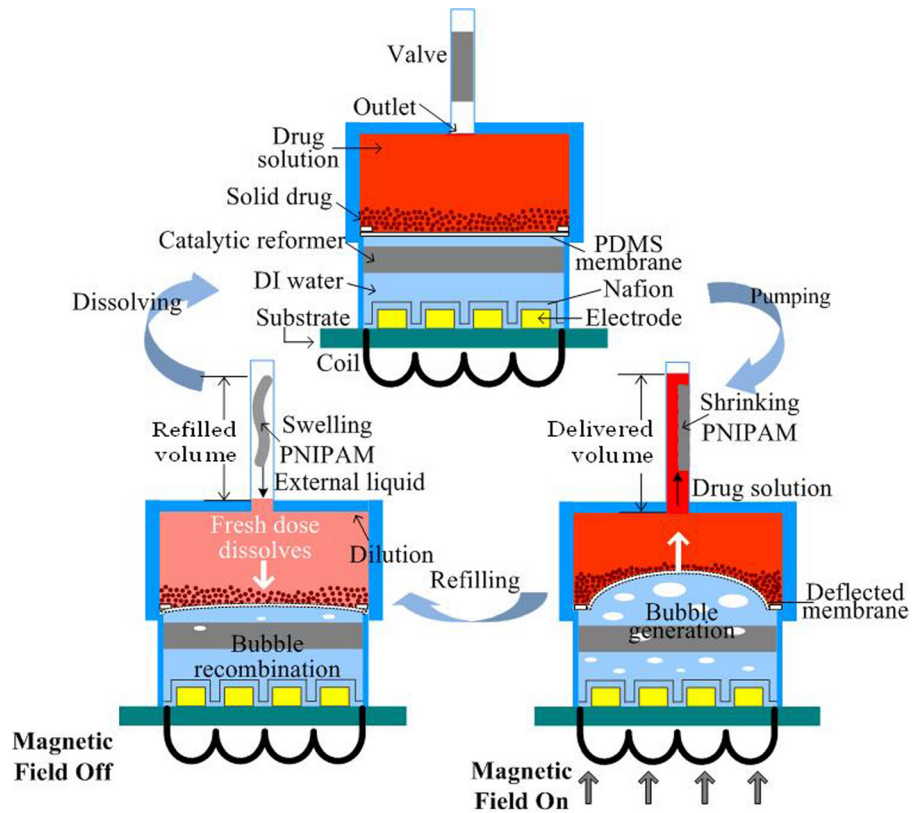 Valve
Outlet
Drug
solution
Solid drug
Catalytic reformer
DI water
Substrate
Coil
PDMS
membrane
Nafion
Electrode
Dissolving
Pumping
Refilled
volume
Swelling
PNIPAM
External liquid
Fresh dose
dissolves
Dilution
Bubble
recombination
Magnetic
Field Off
Refilling
Delivered
volume
Shrinking
PNIPAM
Drug solution
Deflected
membrane
Bubble
generation
Magnetic
Field On